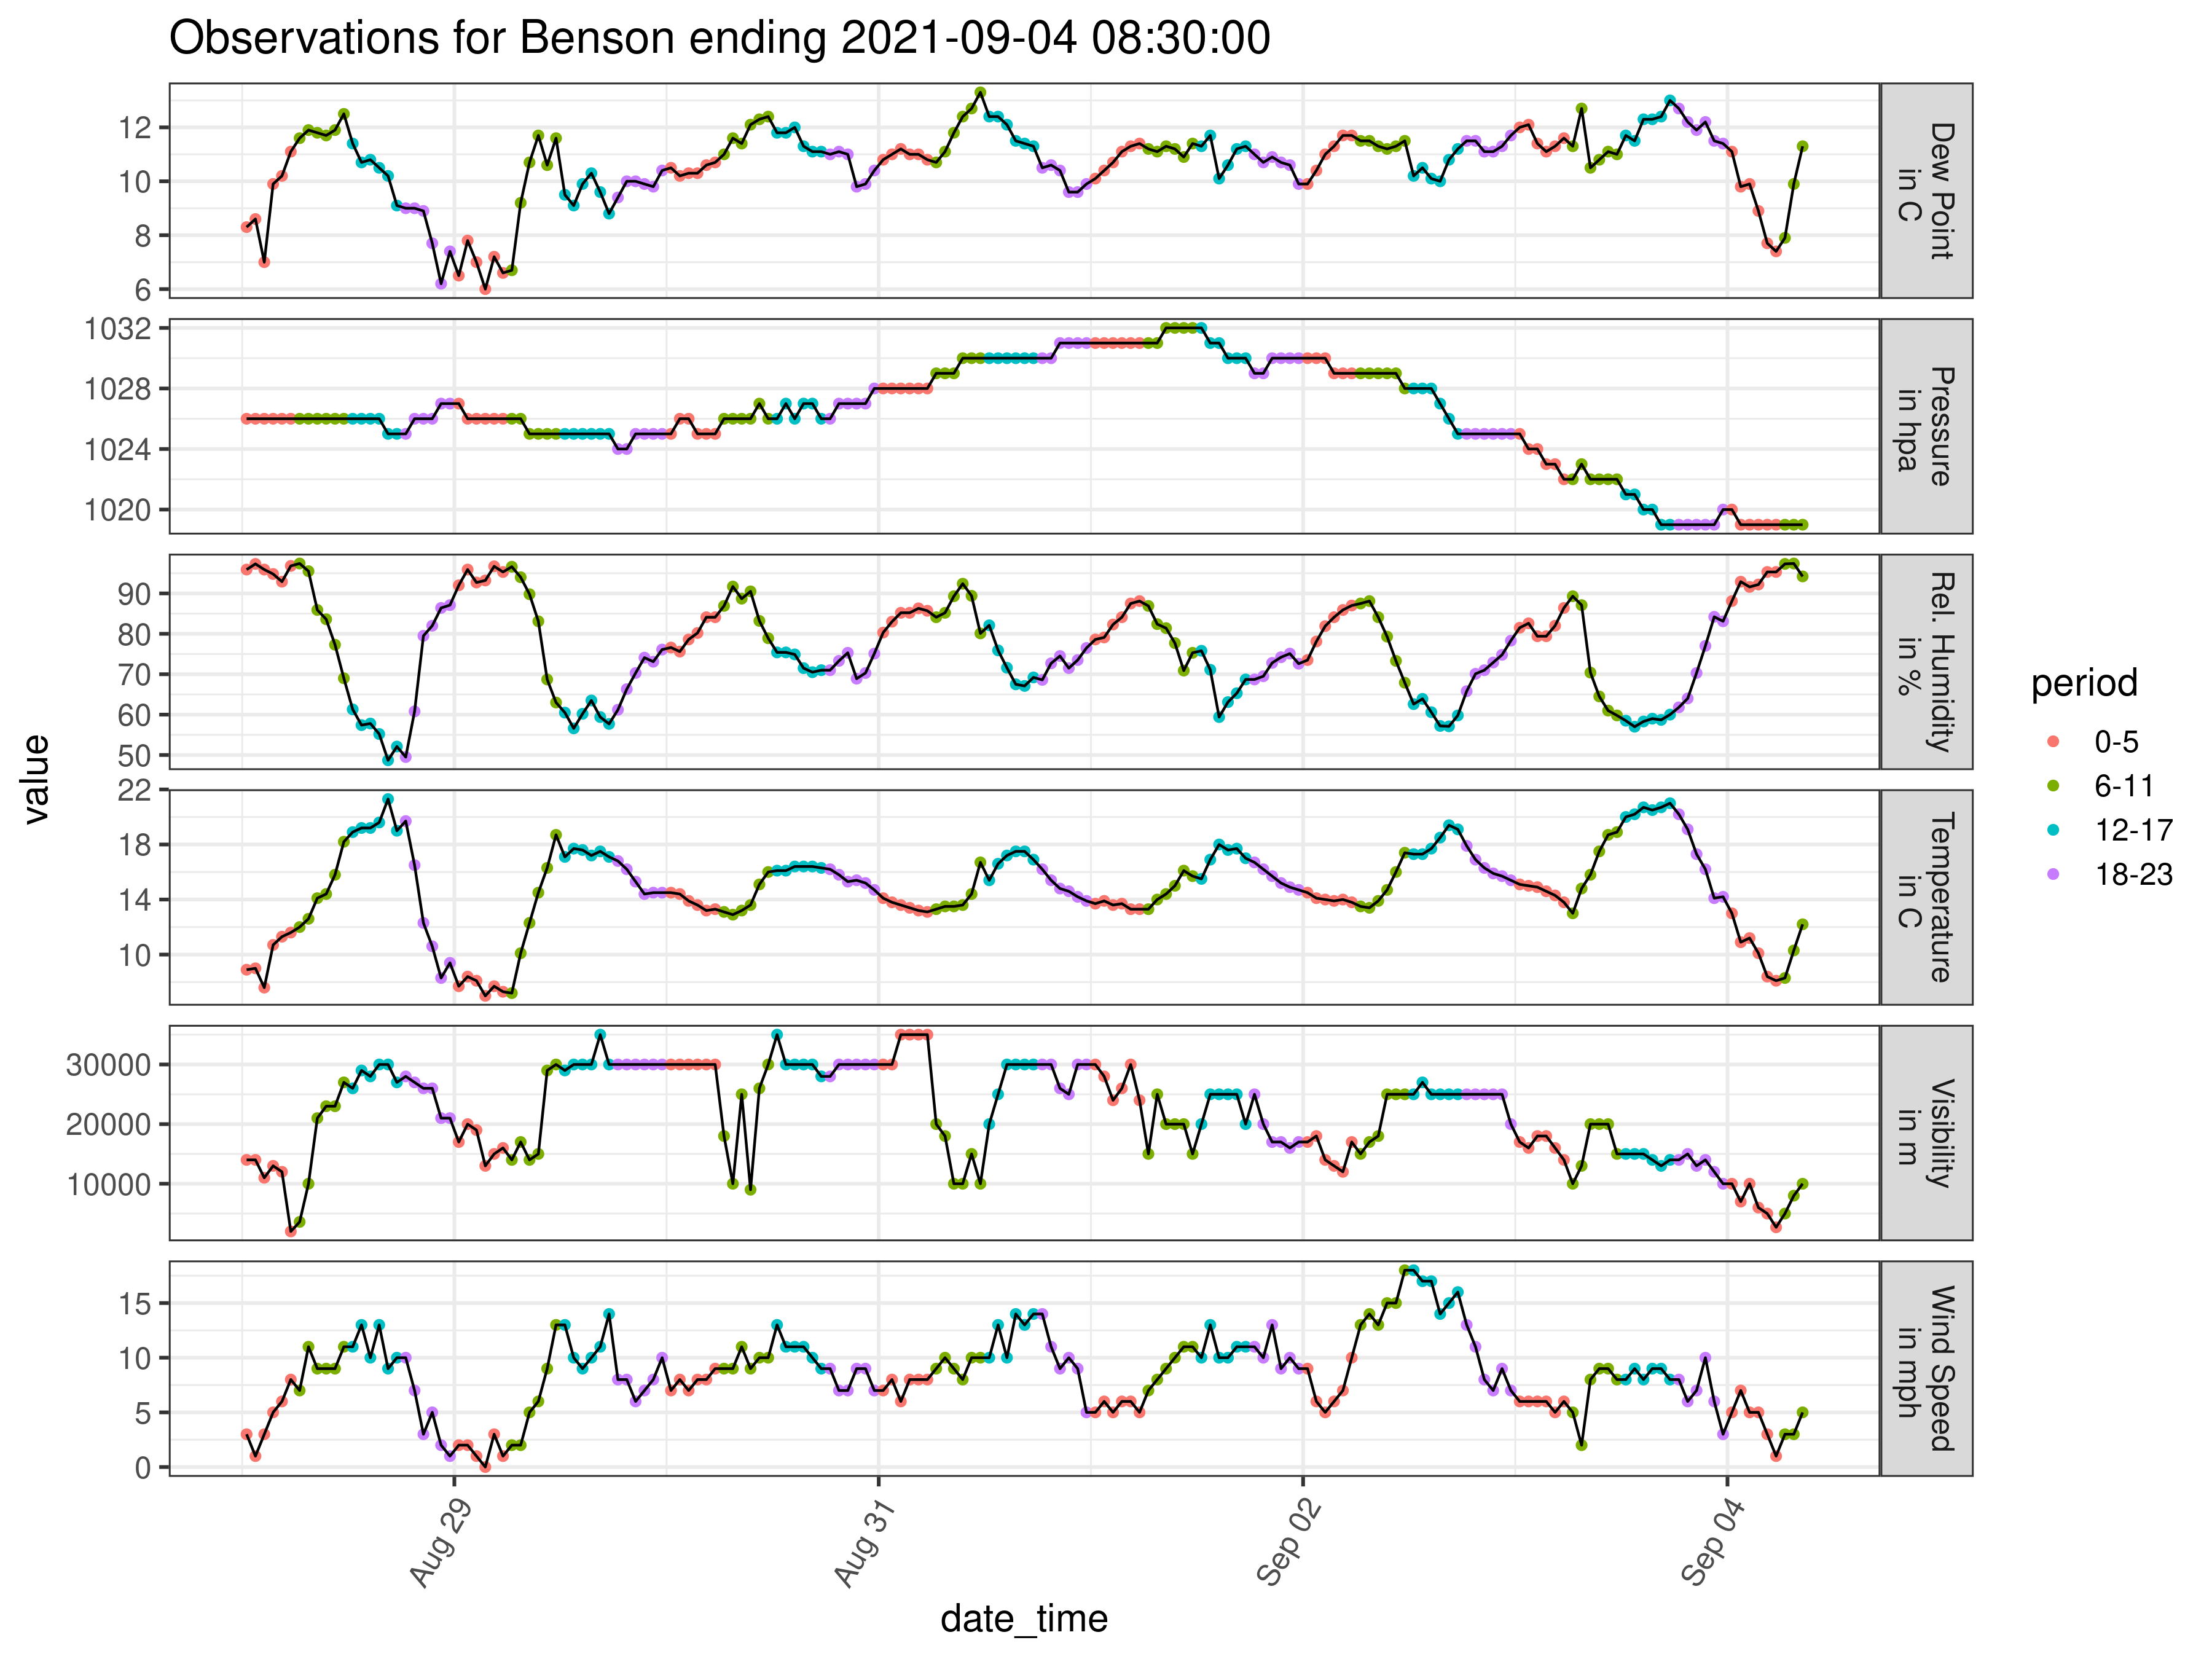 Observations for Benson ending 2021-09-04 08:30:00
value
12
10
8
6
Dew Point
in C
1032
1028
1024
1020
Pressure
in hpa
90
80
70
60
50
Rel. Humidity
in %
22
18
14
10
Temperature
in C
30000
20000
10000
Visibility
in m
15
10
5
0
Wind Speed
in mph
Aug 29
Aug 31
Sep 02
Sep 04
date_time
period
0-5
6-11
12-17
18-23